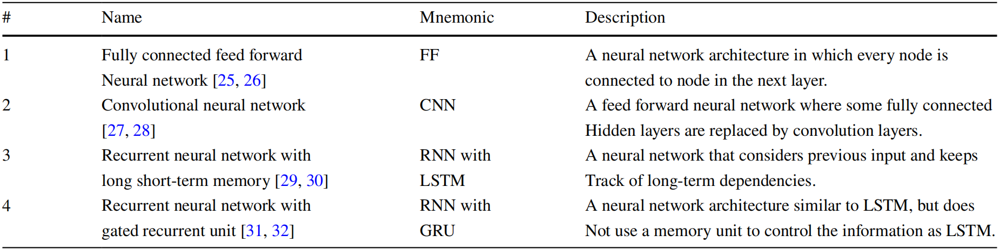 # Name Mnemonic Description
1 Fully connected feed forward FF A neural network architecture in which every node is
Neural network [25, 26] connected to node in the next layer.
2 Convolutional neural network CNN A feed forward neural network where some fully connected
[27, 28] Hidden layers are replaced by convolution layers.
3 Recurrent neural network with RNN with A neural network that considers previous input and keeps
long short-term memory [29, 30] LSTM Track of long-term dependencies.
4 Recurrent neural network with RNN with A neural network architecture similar to LSTM, but does
gated recurrent unit [31, 32] GRU Not use a memory unit to control the information as LSTM.